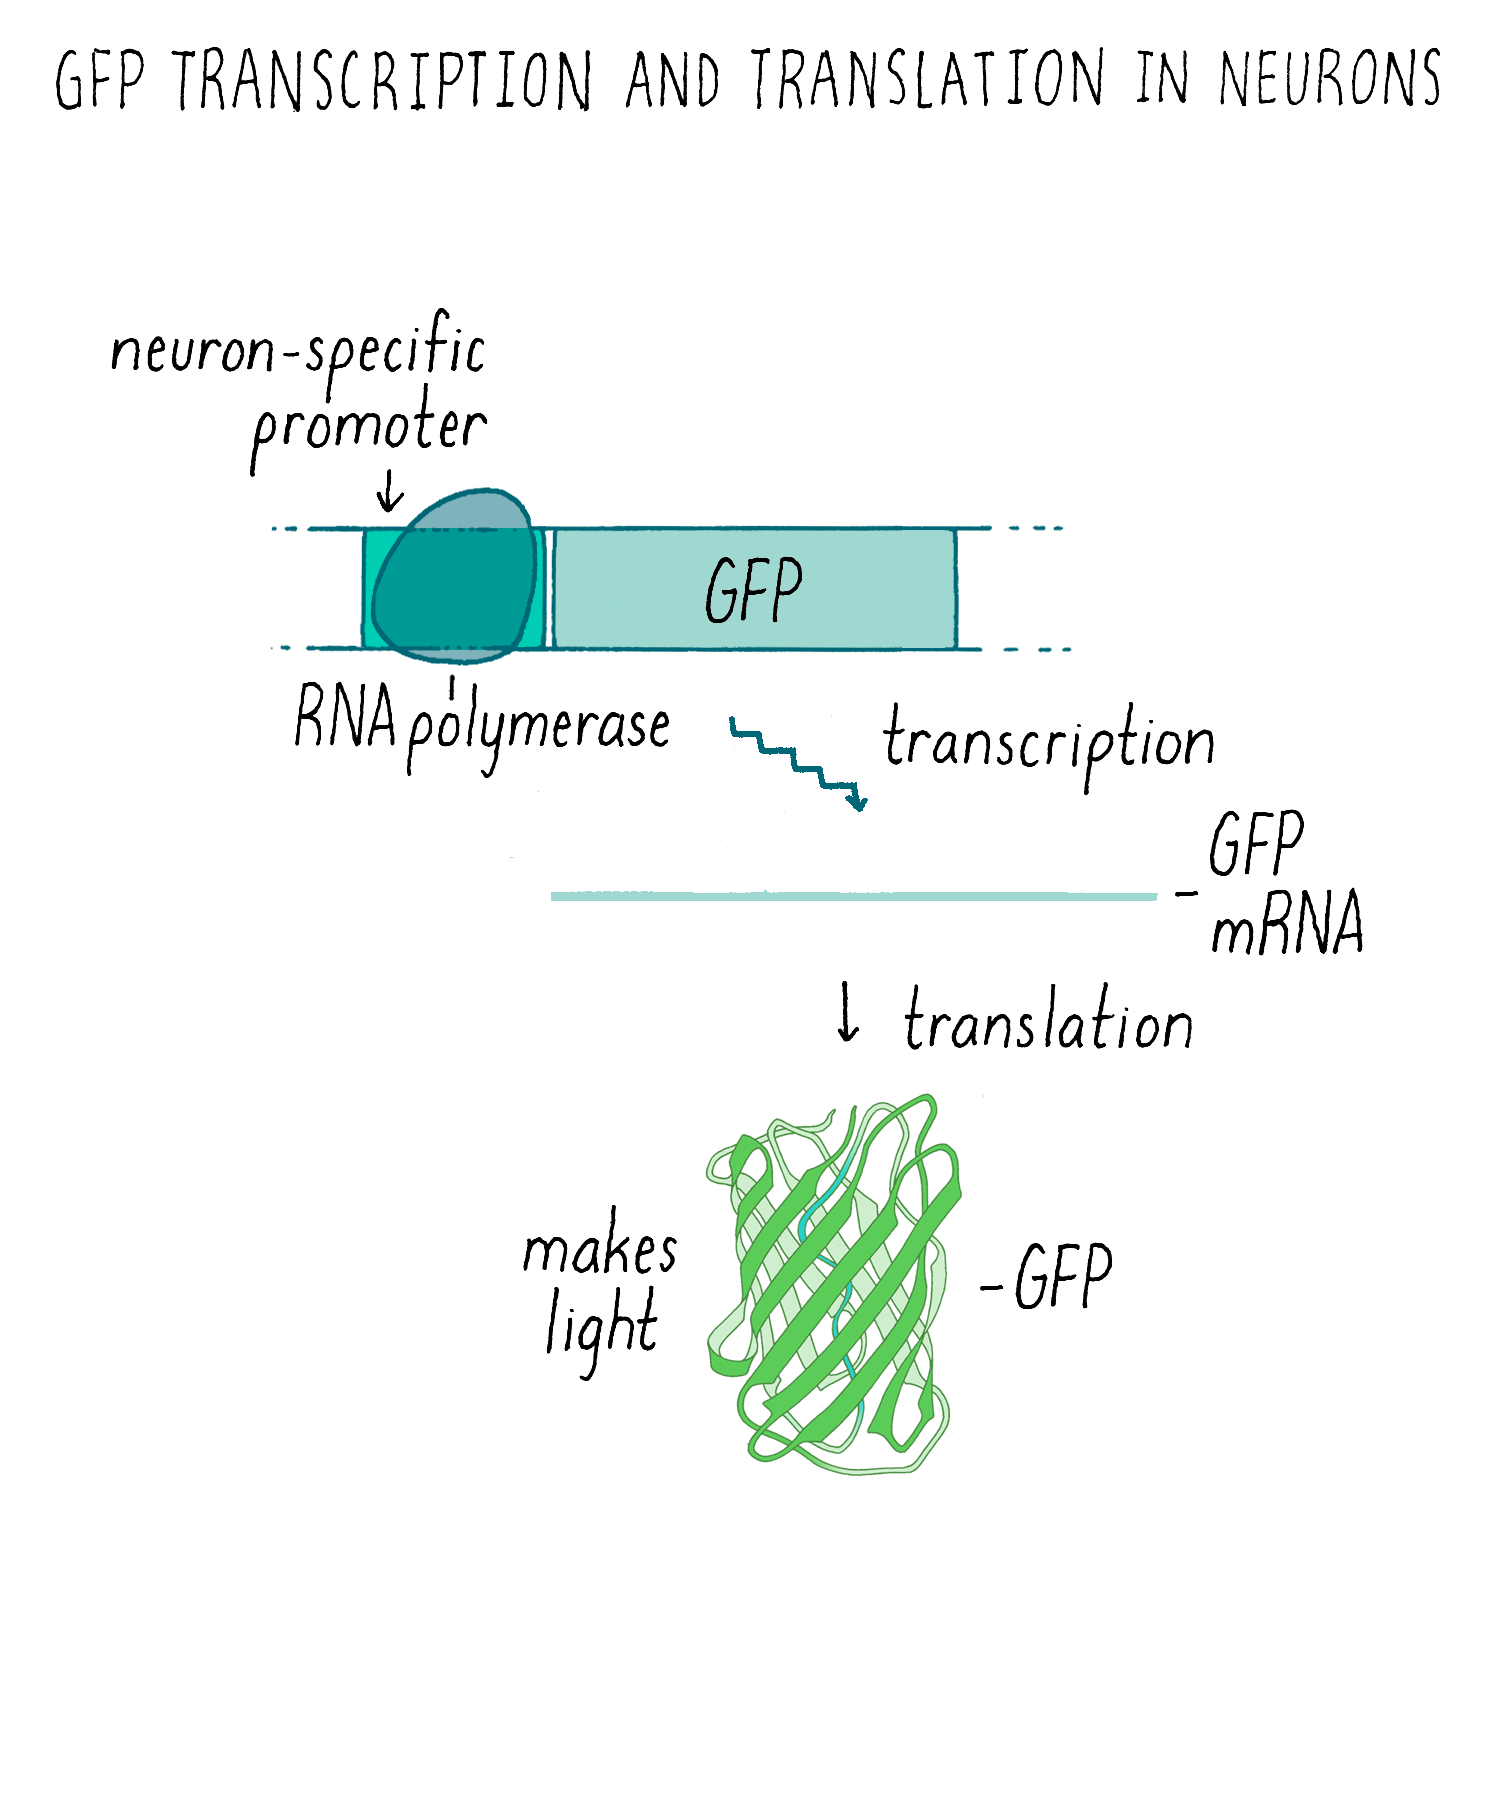 GFP TRANSCRIPTION AND TRANSLATION IN NEURONS
neuron-specific
promoter
GFP
RNA polymerase
transcription
GFP
mRNA
translation
makes
light
GFP